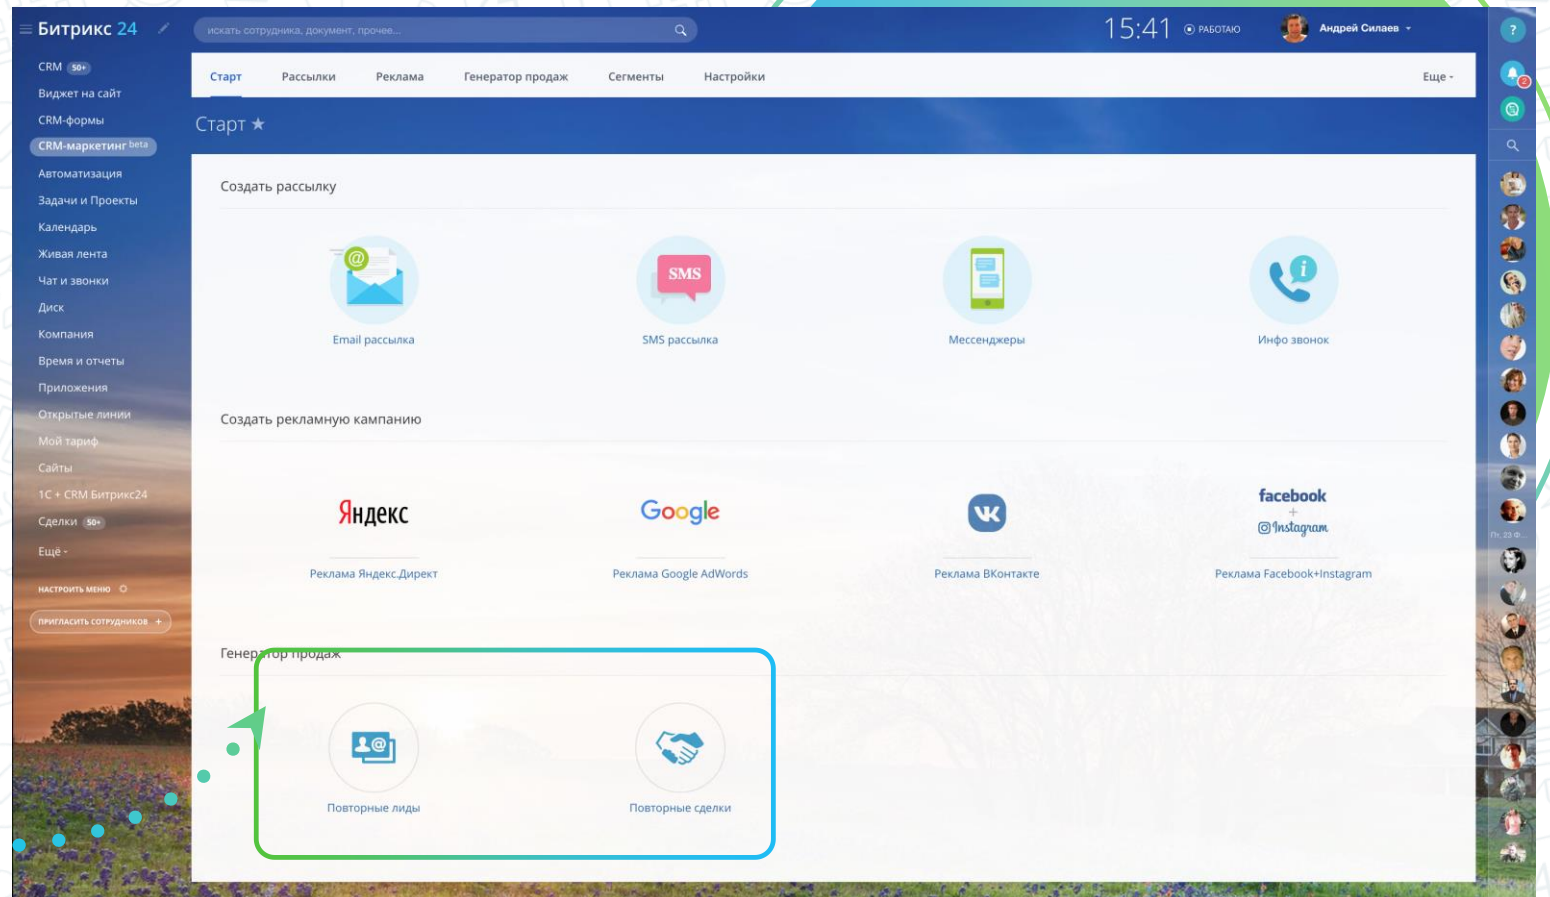 Битрикс 24
искать сотрудника, документ, прочее...
15:41
РАБОТАЮ
Андрей Силаев
?
2
CRM 50+
Виджет на сайт
CRM-формы
CRM-маркетинг beta
Автоматизация
Задачи и Проекты
Календарь
Живая лента
Чат и звонки
Диск
Компания
Время и отчеты
Приложения
Открытые линии
Мой тариф
Сайты
1С + CRM Битрикс24
Сделки 50+
Ещё
НАСТРОИТЬ МЕНЮ
ПРИГЛАСИТЬ СОТРУДНИКОВ +
Старт Рассылки Реклама Генератор продаж Сегменты Настройки Еще
Старт
Создать рассылку
@
SMS
i
Email рассылка SMS рассылка Мессенджеры Инфо звонок
Создать рекламную кампанию
Яндекс
Google
facebook
+
Instagram
Реклама Яндекс.Директ Реклама Google AdWords Реклама ВКонтакте Реклама Facebook+Instagram
Генератор продаж
@
Повторные лиды Повторные сделки
Пт, 23 Ф...